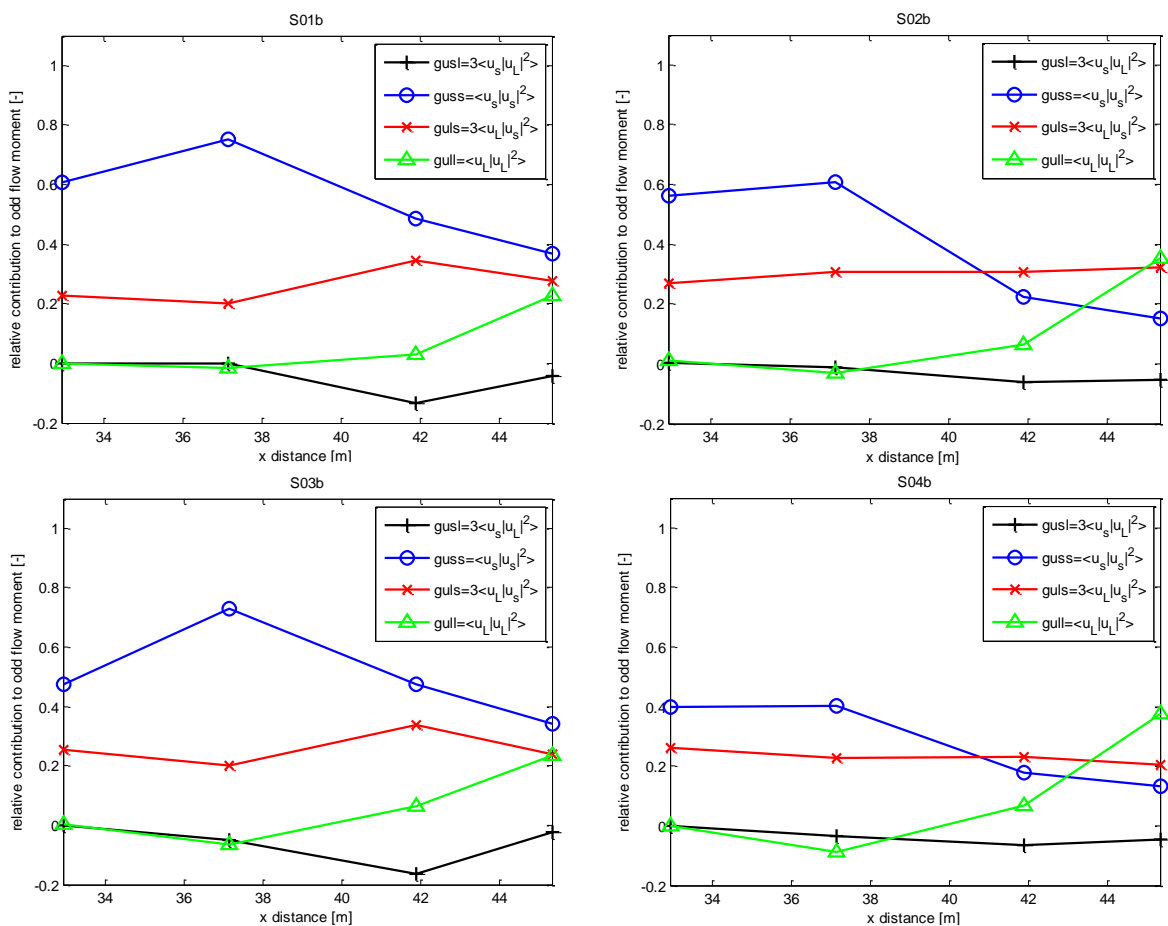 S01b
relative contribution to odd flow moment [-]
1
0.8
0.6
0.4
0.2
0
-0.2
34 36 38 40 42 44
x distance [m]
gusl=3<u_s|u_L|^2>
guss=<u_s|u_s|^2>
guls=3<u_L|u_s|^2>
gull=<u_L|u_L|^2>
S02b
relative contribution to odd flow moment [-]
1
0.8
0.6
0.4
0.2
0
-0.2
34 36 38 40 42 44
x distance [m]
gusl=3<u_s|u_L|^2>
guss=<u_s|u_s|^2>
guls=3<u_L|u_s|^2>
gull=<u_L|u_L|^2>
S03b
relative contribution to odd flow moment [-]
1
0.8
0.6
0.4
0.2
0
-0.2
34 36 38 40 42 44
x distance [m]
gusl=3<u_s|u_L|^2>
guss=<u_s|u_s|^2>
guls=3<u_L|u_s|^2>
gull=<u_L|u_L|^2>
S04b
relative contribution to odd flow moment [-]
1
0.8
0.6
0.4
0.2
0
-0.2
34 36 38 40 42 44
x distance [m]
gusl=3<u_s|u_L|^2>
guss=<u_s|u_s|^2>
guls=3<u_L|u_s|^2>
gull=<u_L|u_L|^2>